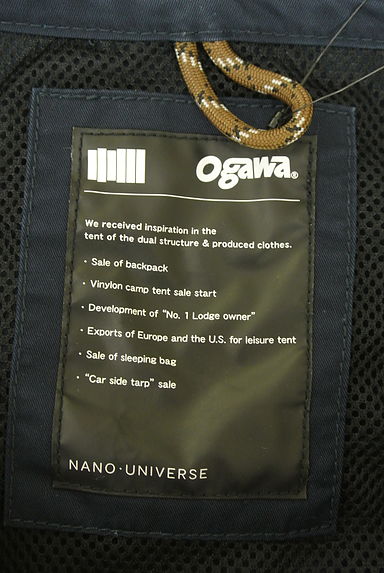 Ogawa®
We received inspiration in the
tent of the dual structure & produced clothes.
· Sale of backpack
· Vinylon camp tent sale start
· Development of "No. 1 Lodge owner"
· Exports of Europe and the U.S. for leisure tent
· Sale of sleeping bag
· "Car side tarp" sale
NANO·UNIVERSE